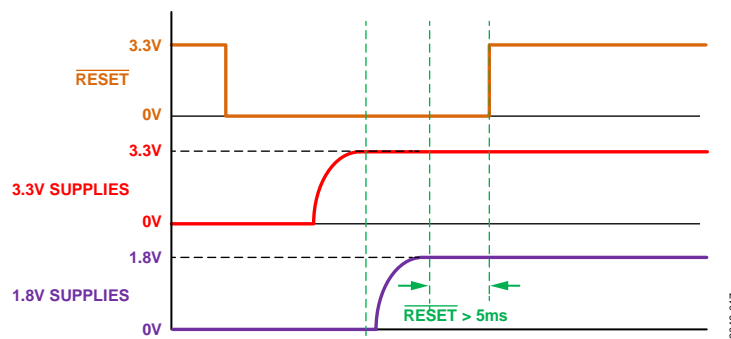 3.3V
RESET
0V
3.3V
3.3V SUPPLIES
0V
1.8V
1.8V SUPPLIES
RESET > 5ms
0V